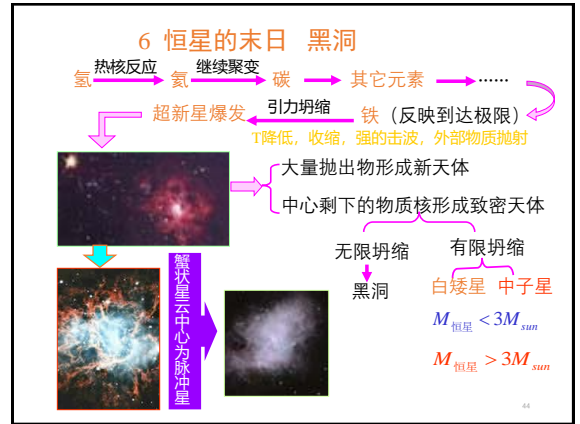 6 恒星的末日 黑洞
氢 热核反应 氦 继续聚变 碳 其它元素 ······
超新星爆发 引力坍缩 铁（反映到达极限）
T降低，收缩，强的击波，外部物质抛射
大量抛出物形成新天体
中心剩下的物质核形成致密天体
无限坍缩 有限坍缩
黑洞 白矮星 中子星
蟹状星云中心为脉冲星
M恒星 < 3Msun
M恒星 > 3Msun
44